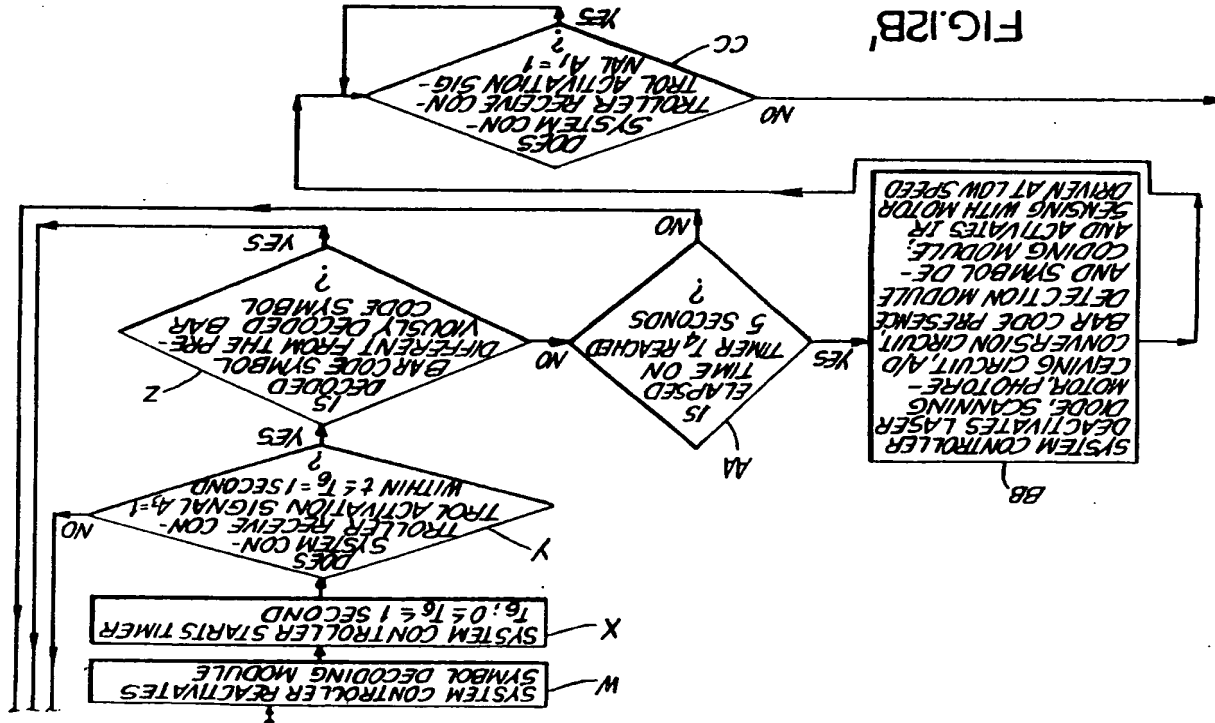 W
SYSTEM CONTROLLER REACTIVATES
SYMBOL DECODING MODULE
X
SYSTEM CONTROLLER STARTS TIMER
T6; 0 ≤ T6 ≤ 1 SECOND
Y
DOES
SYSTEM CON-
TROLLER RECEIVE CON-
TROL ACTIVATION SIGNAL A3=1
WITHIN t ≤ T6 = 1 SECOND
?
NO
YES
Z
IS
DECODED
BAR CODE SYMBOL
DIFFERENT FROM THE PRE-
VIOUSLY DECODED BAR
CODE SYMBOL
?
YES
NO
AA
IS
ELAPSED
TIME ON
TIMER T4 REACHED
5 SECONDS
?
NO
YES
BB
SYSTEM CONTROLLER
DEACTIVATES LASER
DIODE, SCANNING
MOTOR, PHOTORE-
CEIVING CIRCUIT, A/D
CONVERSION CIRCUIT,
BAR CODE PRESENCE
DETECTION MODULE
AND SYMBOL DE-
CODING MODULE;
AND ACTIVATES IR
SENSING WITH MOTOR
DRIVEN AT LOW SPEED
CC
DOES
SYSTEM CON-
TROLLER RECEIVE CON-
TROL ACTIVATION SIG-
NAL A1=1
?
NO
YES
FIG.12B'